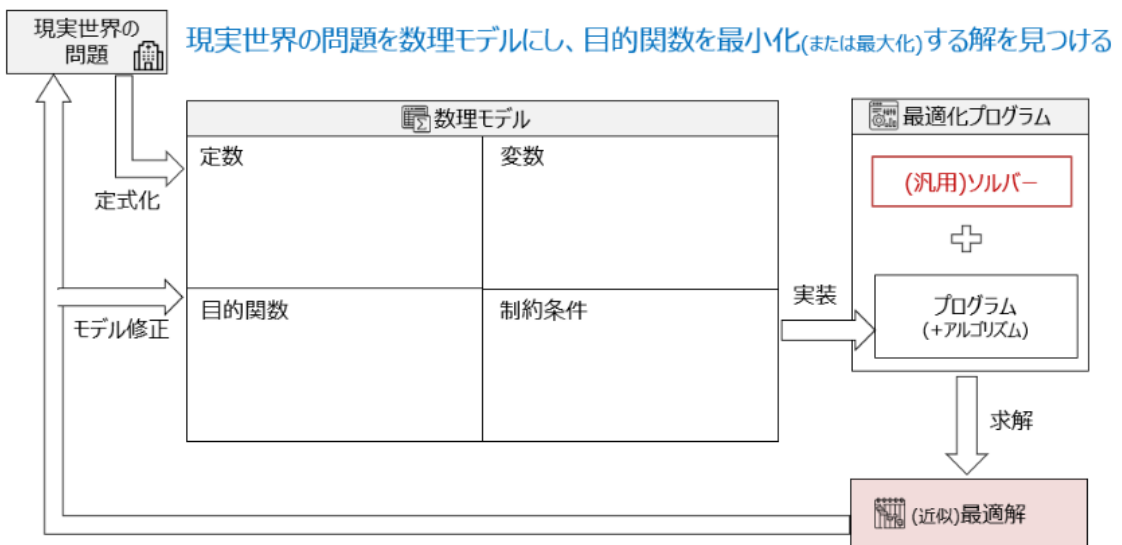 現実世界の
問題
現実世界の問題を数理モデルにし、目的関数を最小化(または最大化)する解を見つける
数理モデル
最適化プログラム
定数
変数
(汎用)ソルバー
定式化
目的関数
制約条件
実装
プログラム
(+アルゴリズム)
モデル修正
求解
(近似)最適解